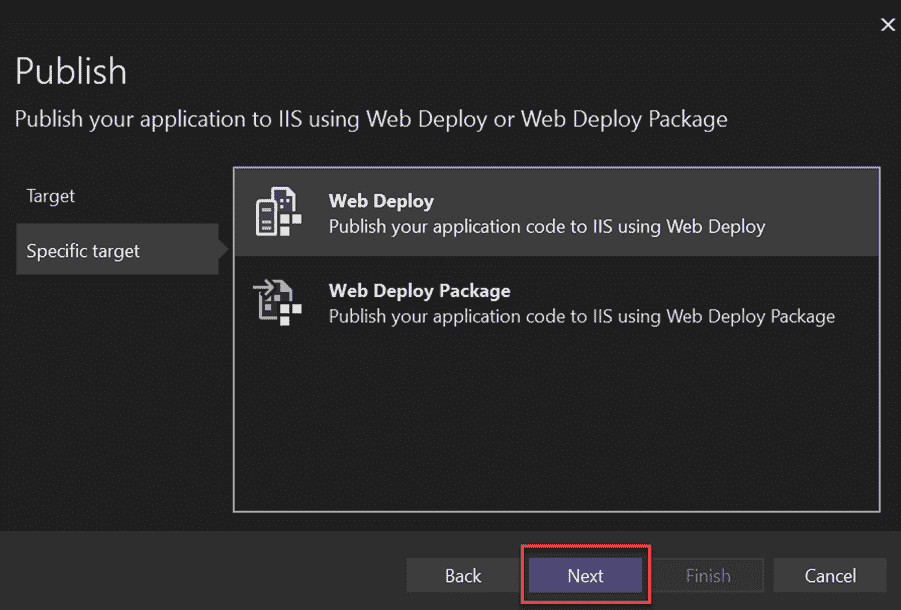 Publish
Publish your application to IIS using Web Deploy or Web Deploy Package
Target
Specific target
Web Deploy
Publish your application code to IIS using Web Deploy
Web Deploy Package
Publish your application code to IIS using Web Deploy Package
Back
Next
Finish
Cancel